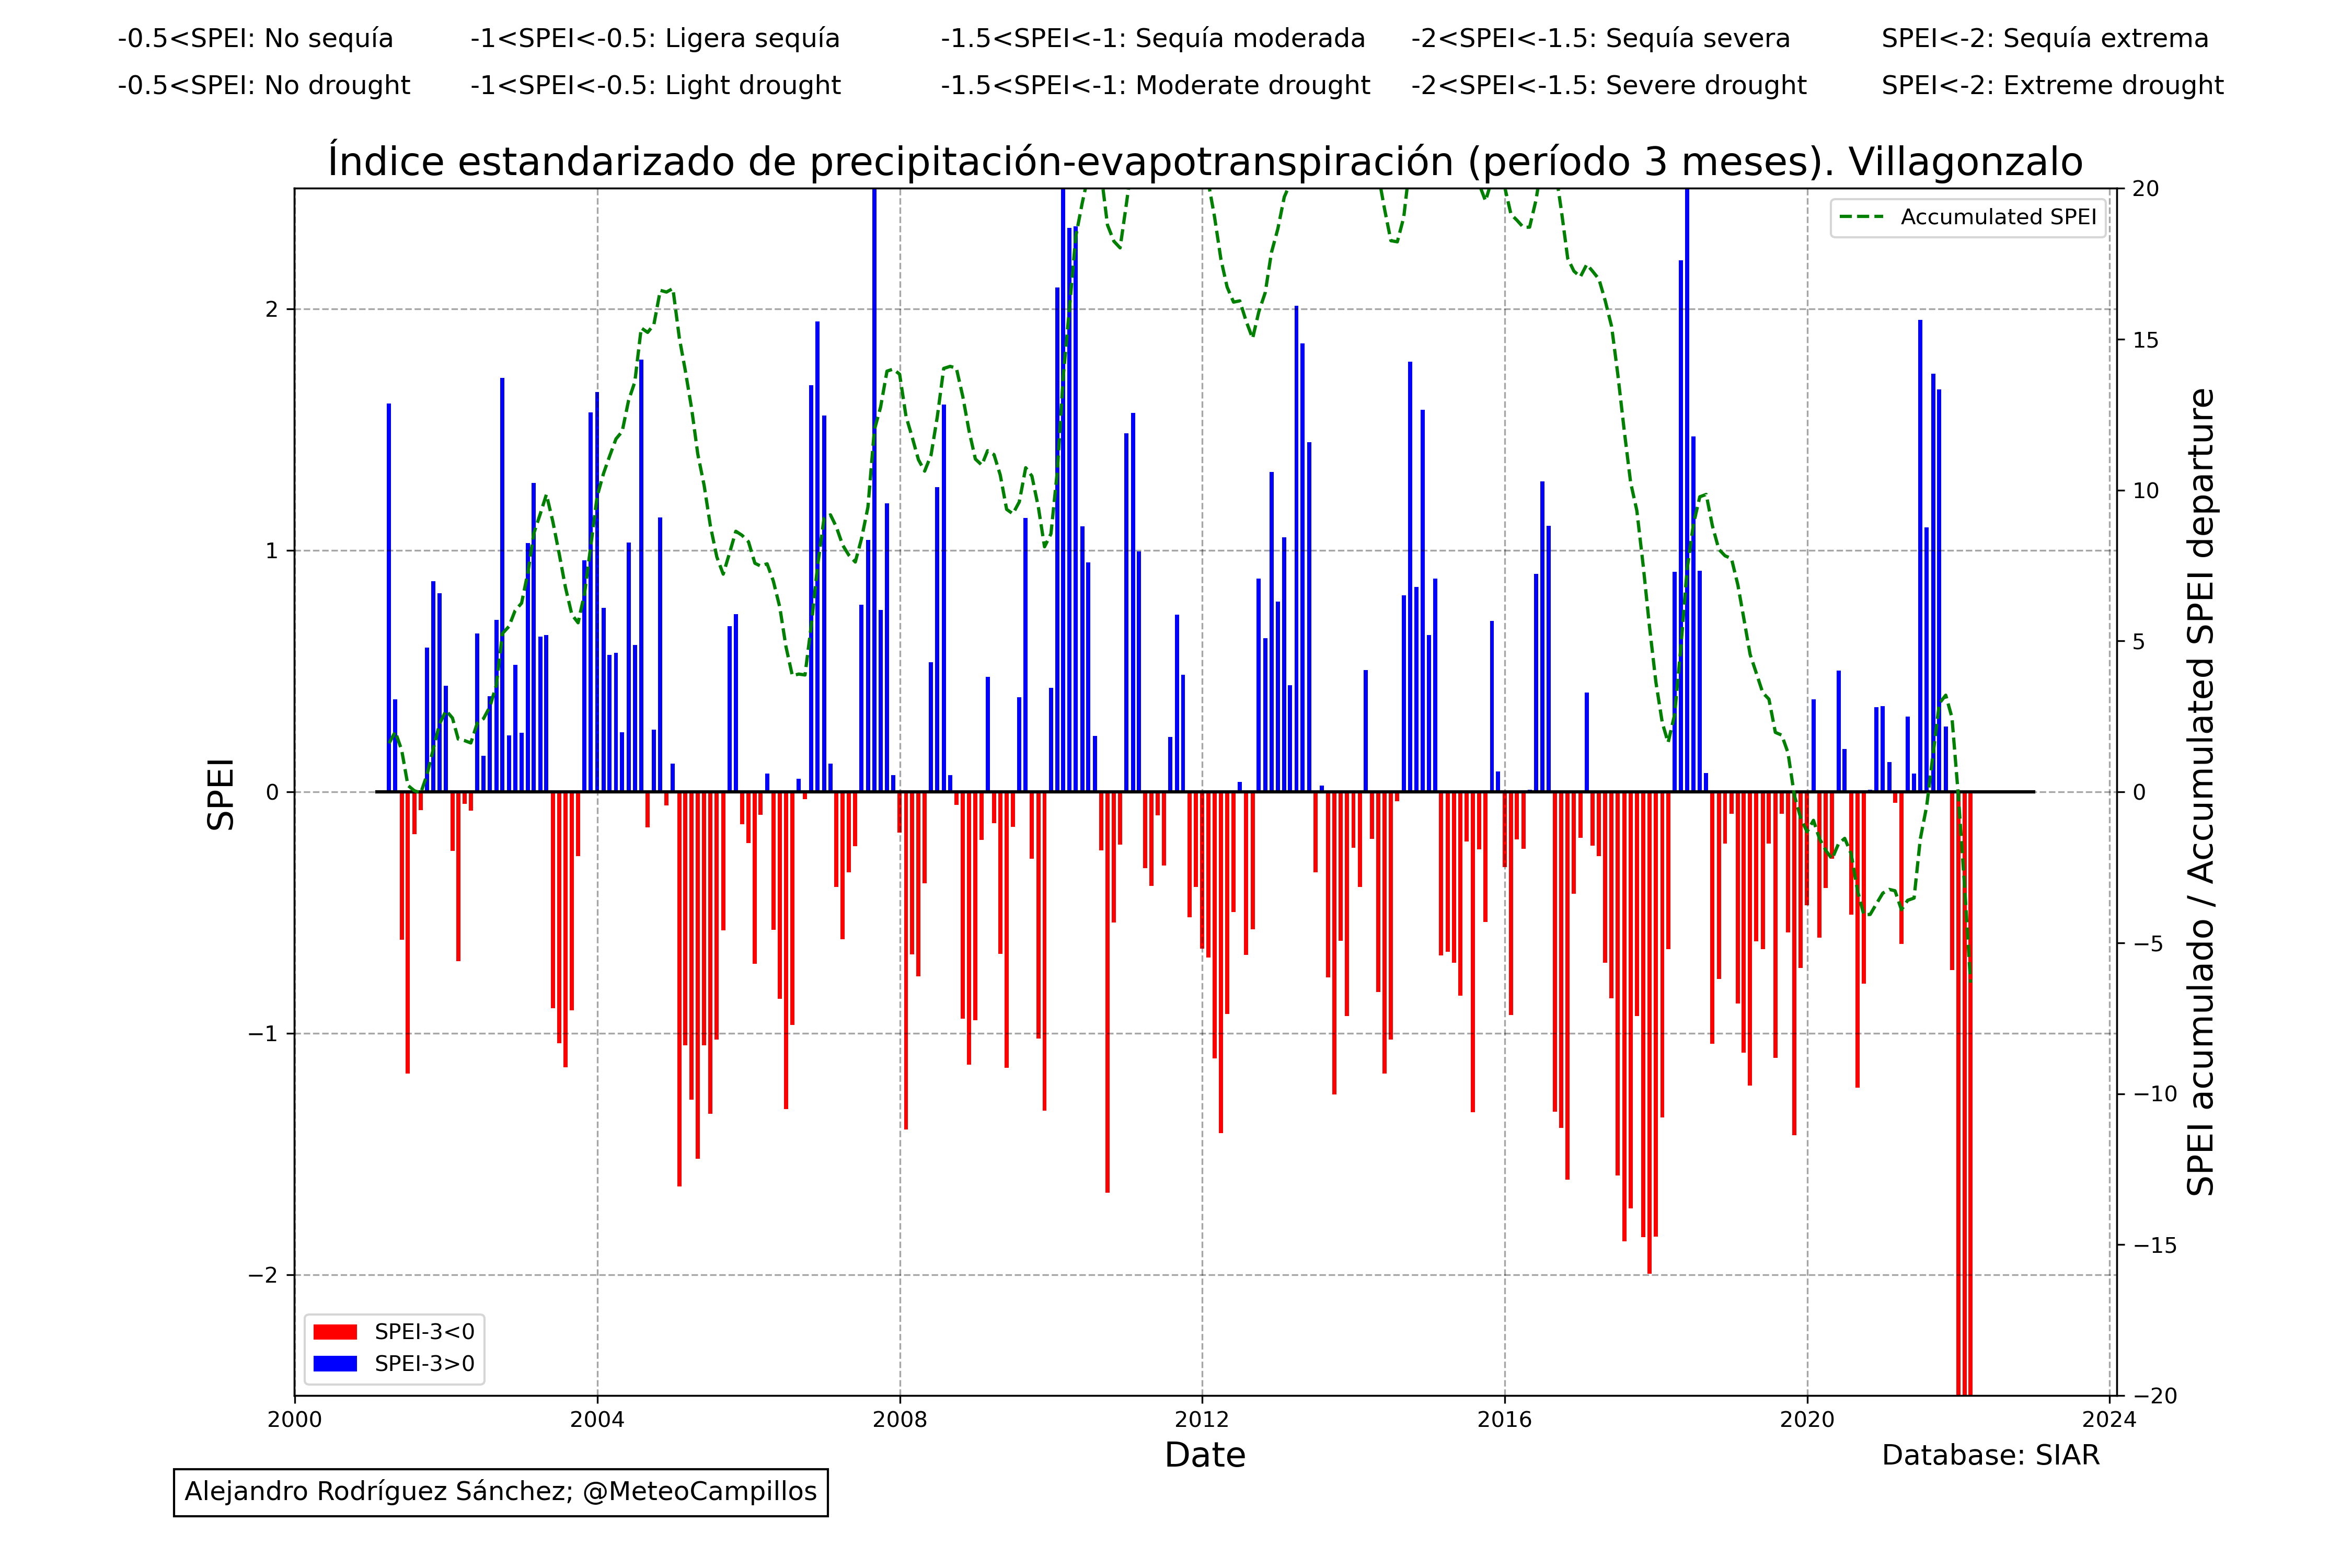 -0.5<SPEI: No sequía
-1<SPEI<-0.5: Ligera sequía
-1.5<SPEI<-1: Sequía moderada
-2<SPEI<-1.5: Sequía severa
SPEI<-2: Sequía extrema
-0.5<SPEI: No drought
-1<SPEI<-0.5: Light drought
-1.5<SPEI<-1: Moderate drought
-2<SPEI<-1.5: Severe drought
SPEI<-2: Extreme drought
Índice estandarizado de precipitación-evapotranspiración (período 3 meses). Villagonzalo
Accumulated SPEI
SPEI
2
1
0
−1
−2
20
15
10
5
0
−5
−10
−15
−20
SPEI acumulado / Accumulated SPEI departure
SPEI-3<0
SPEI-3>0
2000
2004
2008
2012
2016
2020
2024
Date
Database: SIAR
Alejandro Rodríguez Sánchez; @MeteoCampillos